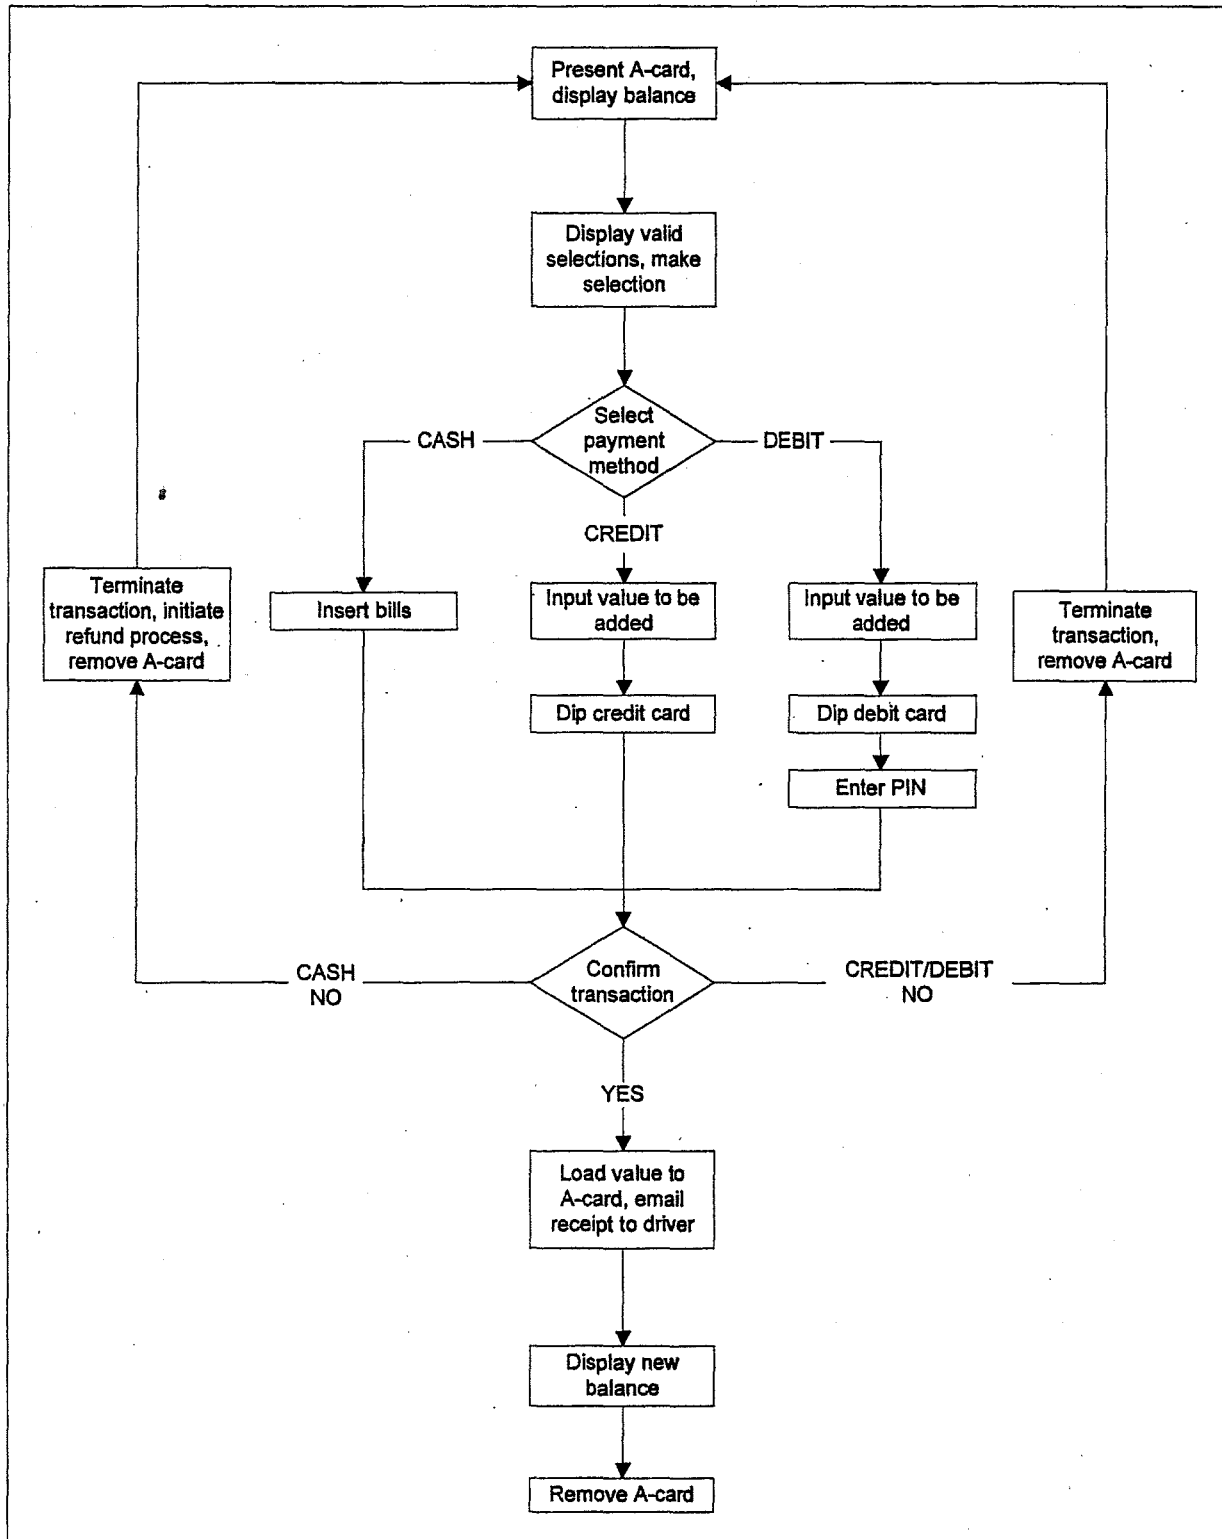 Present A-card,
display balance
Display valid
selections, make
selection
Select
payment
method
CASH
DEBIT
CREDIT
Terminate
transaction, initiate
refund process,
remove A-card
Insert bills
Input value to be
added
Input value to be
added
Terminate
transaction,
remove A-card
Dip credit card
Dip debit card
Enter PIN
Confirm
transaction
CASH
NO
CREDIT/DEBIT
NO
YES
Load value to
A-card, email
receipt to driver
Display new
balance
Remove A-card